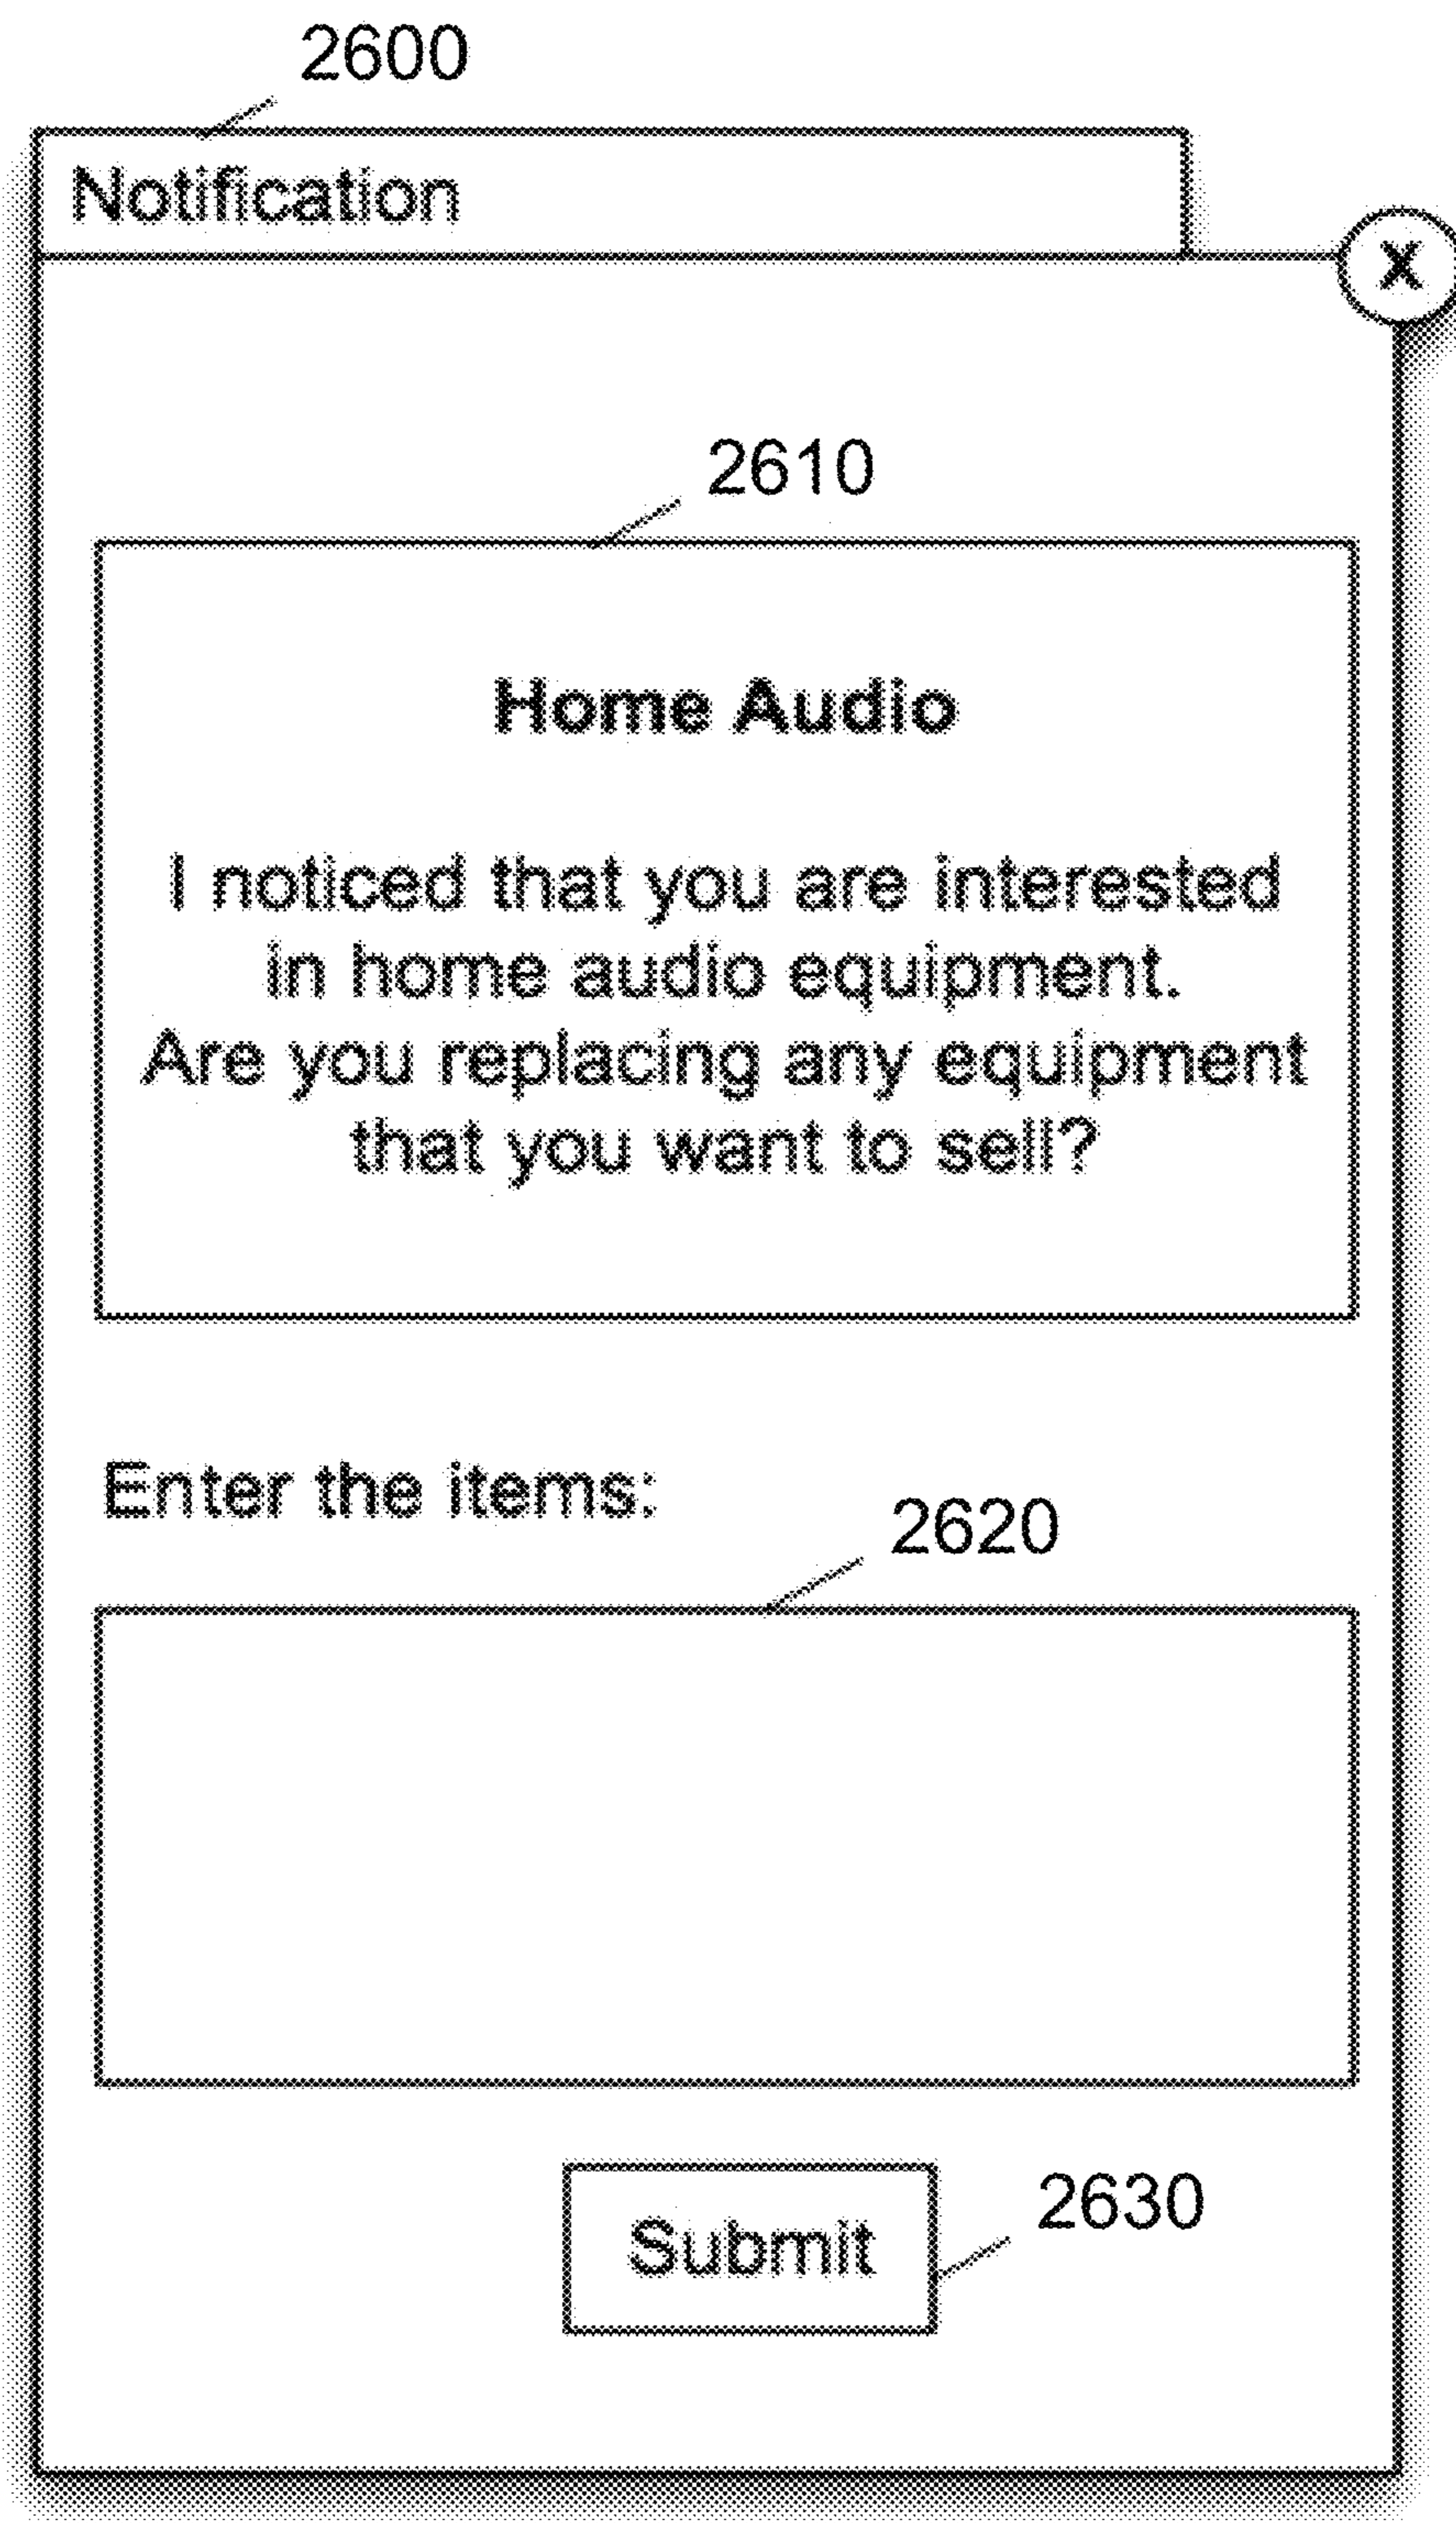 2600
Notification
X
2610
Home Audio
I noticed that you are interested
in home audio equipment.
Are you replacing any equipment
that you want to sell?
Enter the items:
2620
Submit
2630